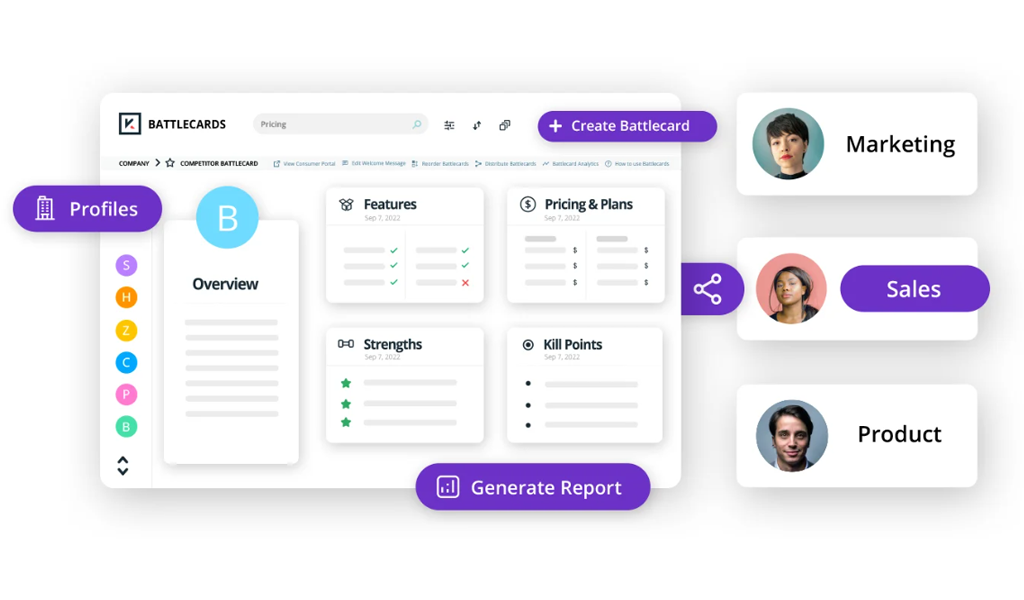 BATTLECARDS
Pricing
Create Battlecard
COMPANY
COMPETITOR BATTLECARD
View Consumer Portal
Edit Welcome Message
Reorder Battlecards
Distribute Battlecards
Battlecard Analytics
How to use Battlecards
Profiles
B
Overview
S
H
Z
C
P
B
Features
Sep 7, 2022
Pricing & Plans
Sep 7, 2022
$ $
$ $
$ $
Strengths
Sep 7, 2022
Kill Points
Sep 7, 2022
Generate Report
Marketing
Sales
Product